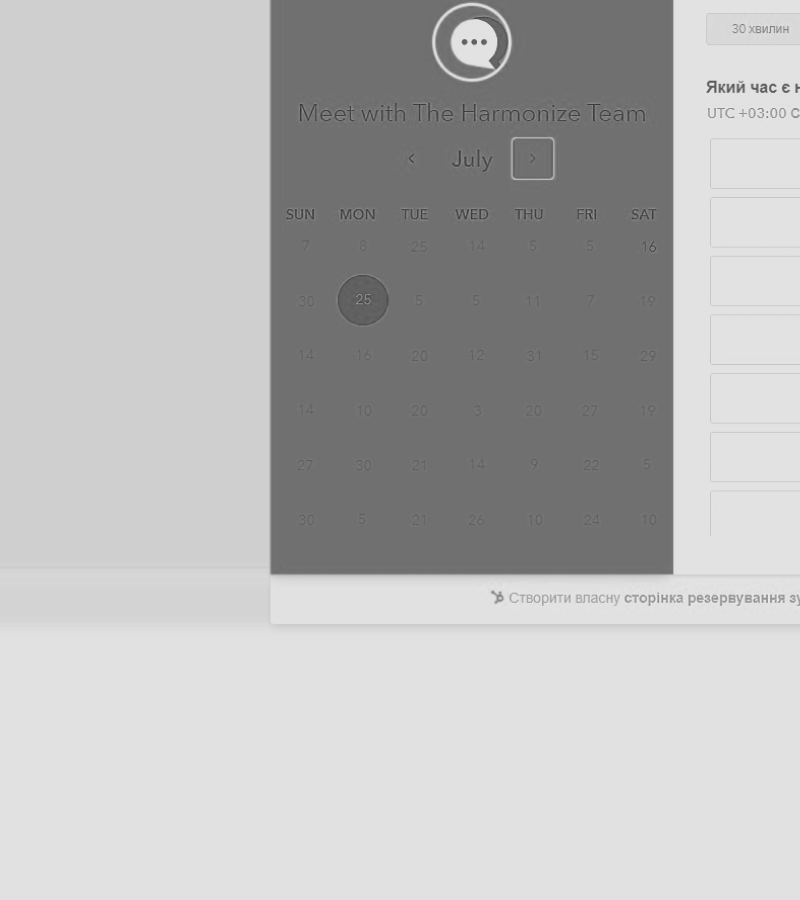 30 хвилин
Meet with The Harmonize Team
July
Який час є
UTC +03:00
SUN MON TUE WED THU FRI SAT
7 8 25 14 5 5 16
30 25 5 5 11 7 19
14 16 20 12 31 15 29
14 10 20 3 20 27 19
27 30 21 14 9 22 5
30 5 21 26 10 24 10
Створити власну сторінка резервування